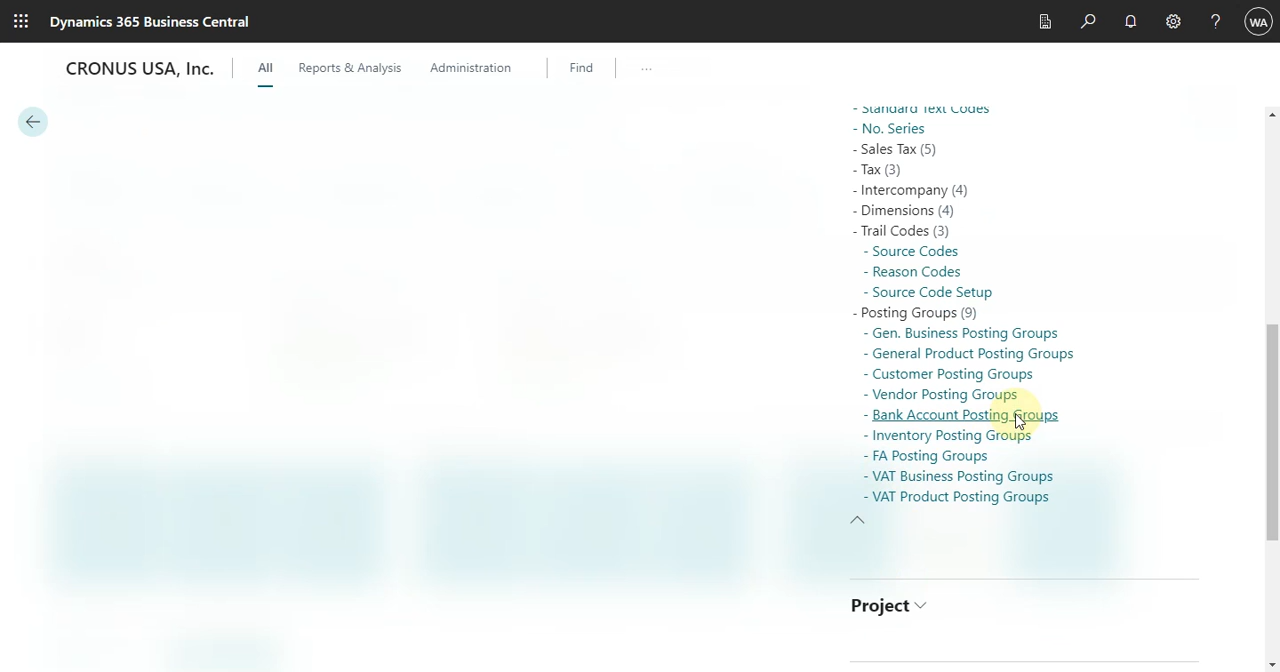 Dynamics 365 Business Central
WA
CRONUS USA, Inc.
All
Reports & Analysis
Administration
Find
...
- Standard Text Codes
- No. Series
- Sales Tax (5)
- Tax (3)
- Intercompany (4)
- Dimensions (4)
- Trail Codes (3)
- Source Codes
- Reason Codes
- Source Code Setup
- Posting Groups (9)
- Gen. Business Posting Groups
- General Product Posting Groups
- Customer Posting Groups
- Vendor Posting Groups
- Bank Account Posting Groups
- Inventory Posting Groups
- FA Posting Groups
- VAT Business Posting Groups
- VAT Product Posting Groups
Project